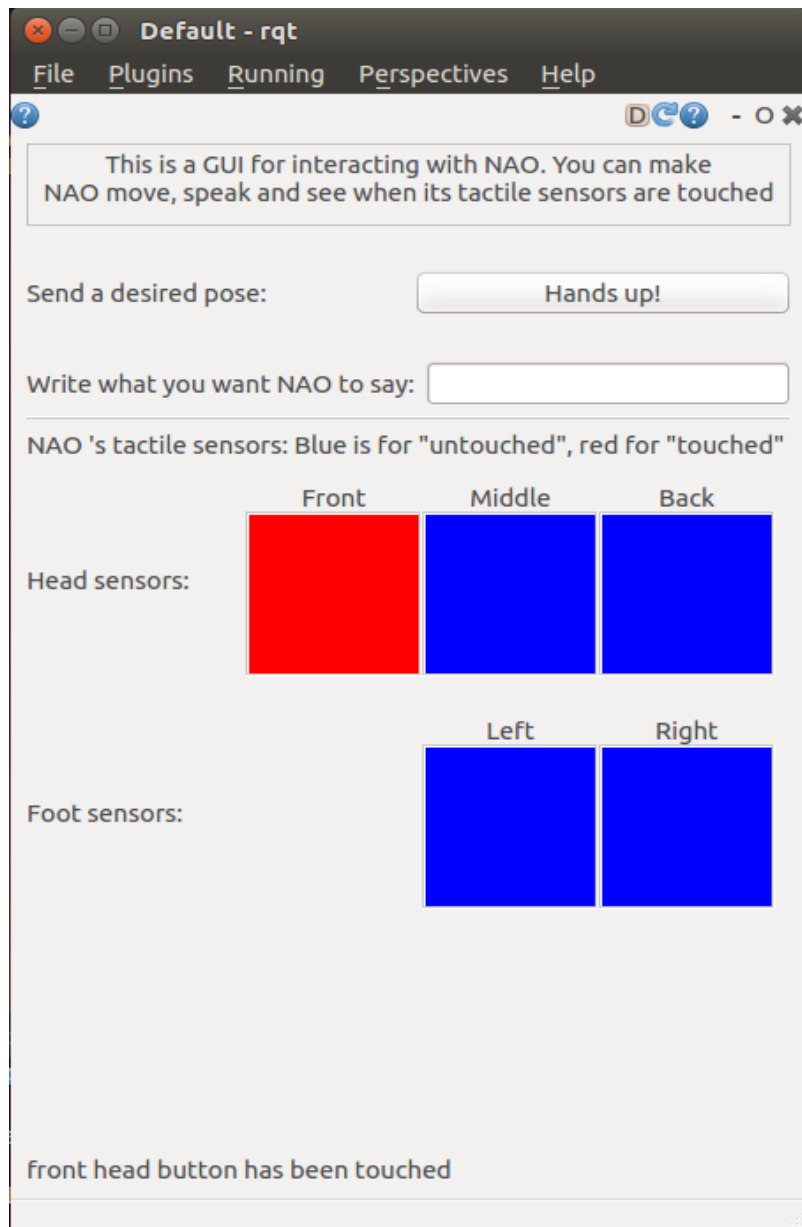 Default - rqt
File Plugins Running Perspectives Help
D - O
This is a GUI for interacting with NAO. You can make
NAO move, speak and see when its tactile sensors are touched
Send a desired pose: Hands up!
Write what you want NAO to say:
NAO 's tactile sensors: Blue is for "untouched", red for "touched"
Front Middle Back
Head sensors:
Left Right
Foot sensors:
front head button has been touched